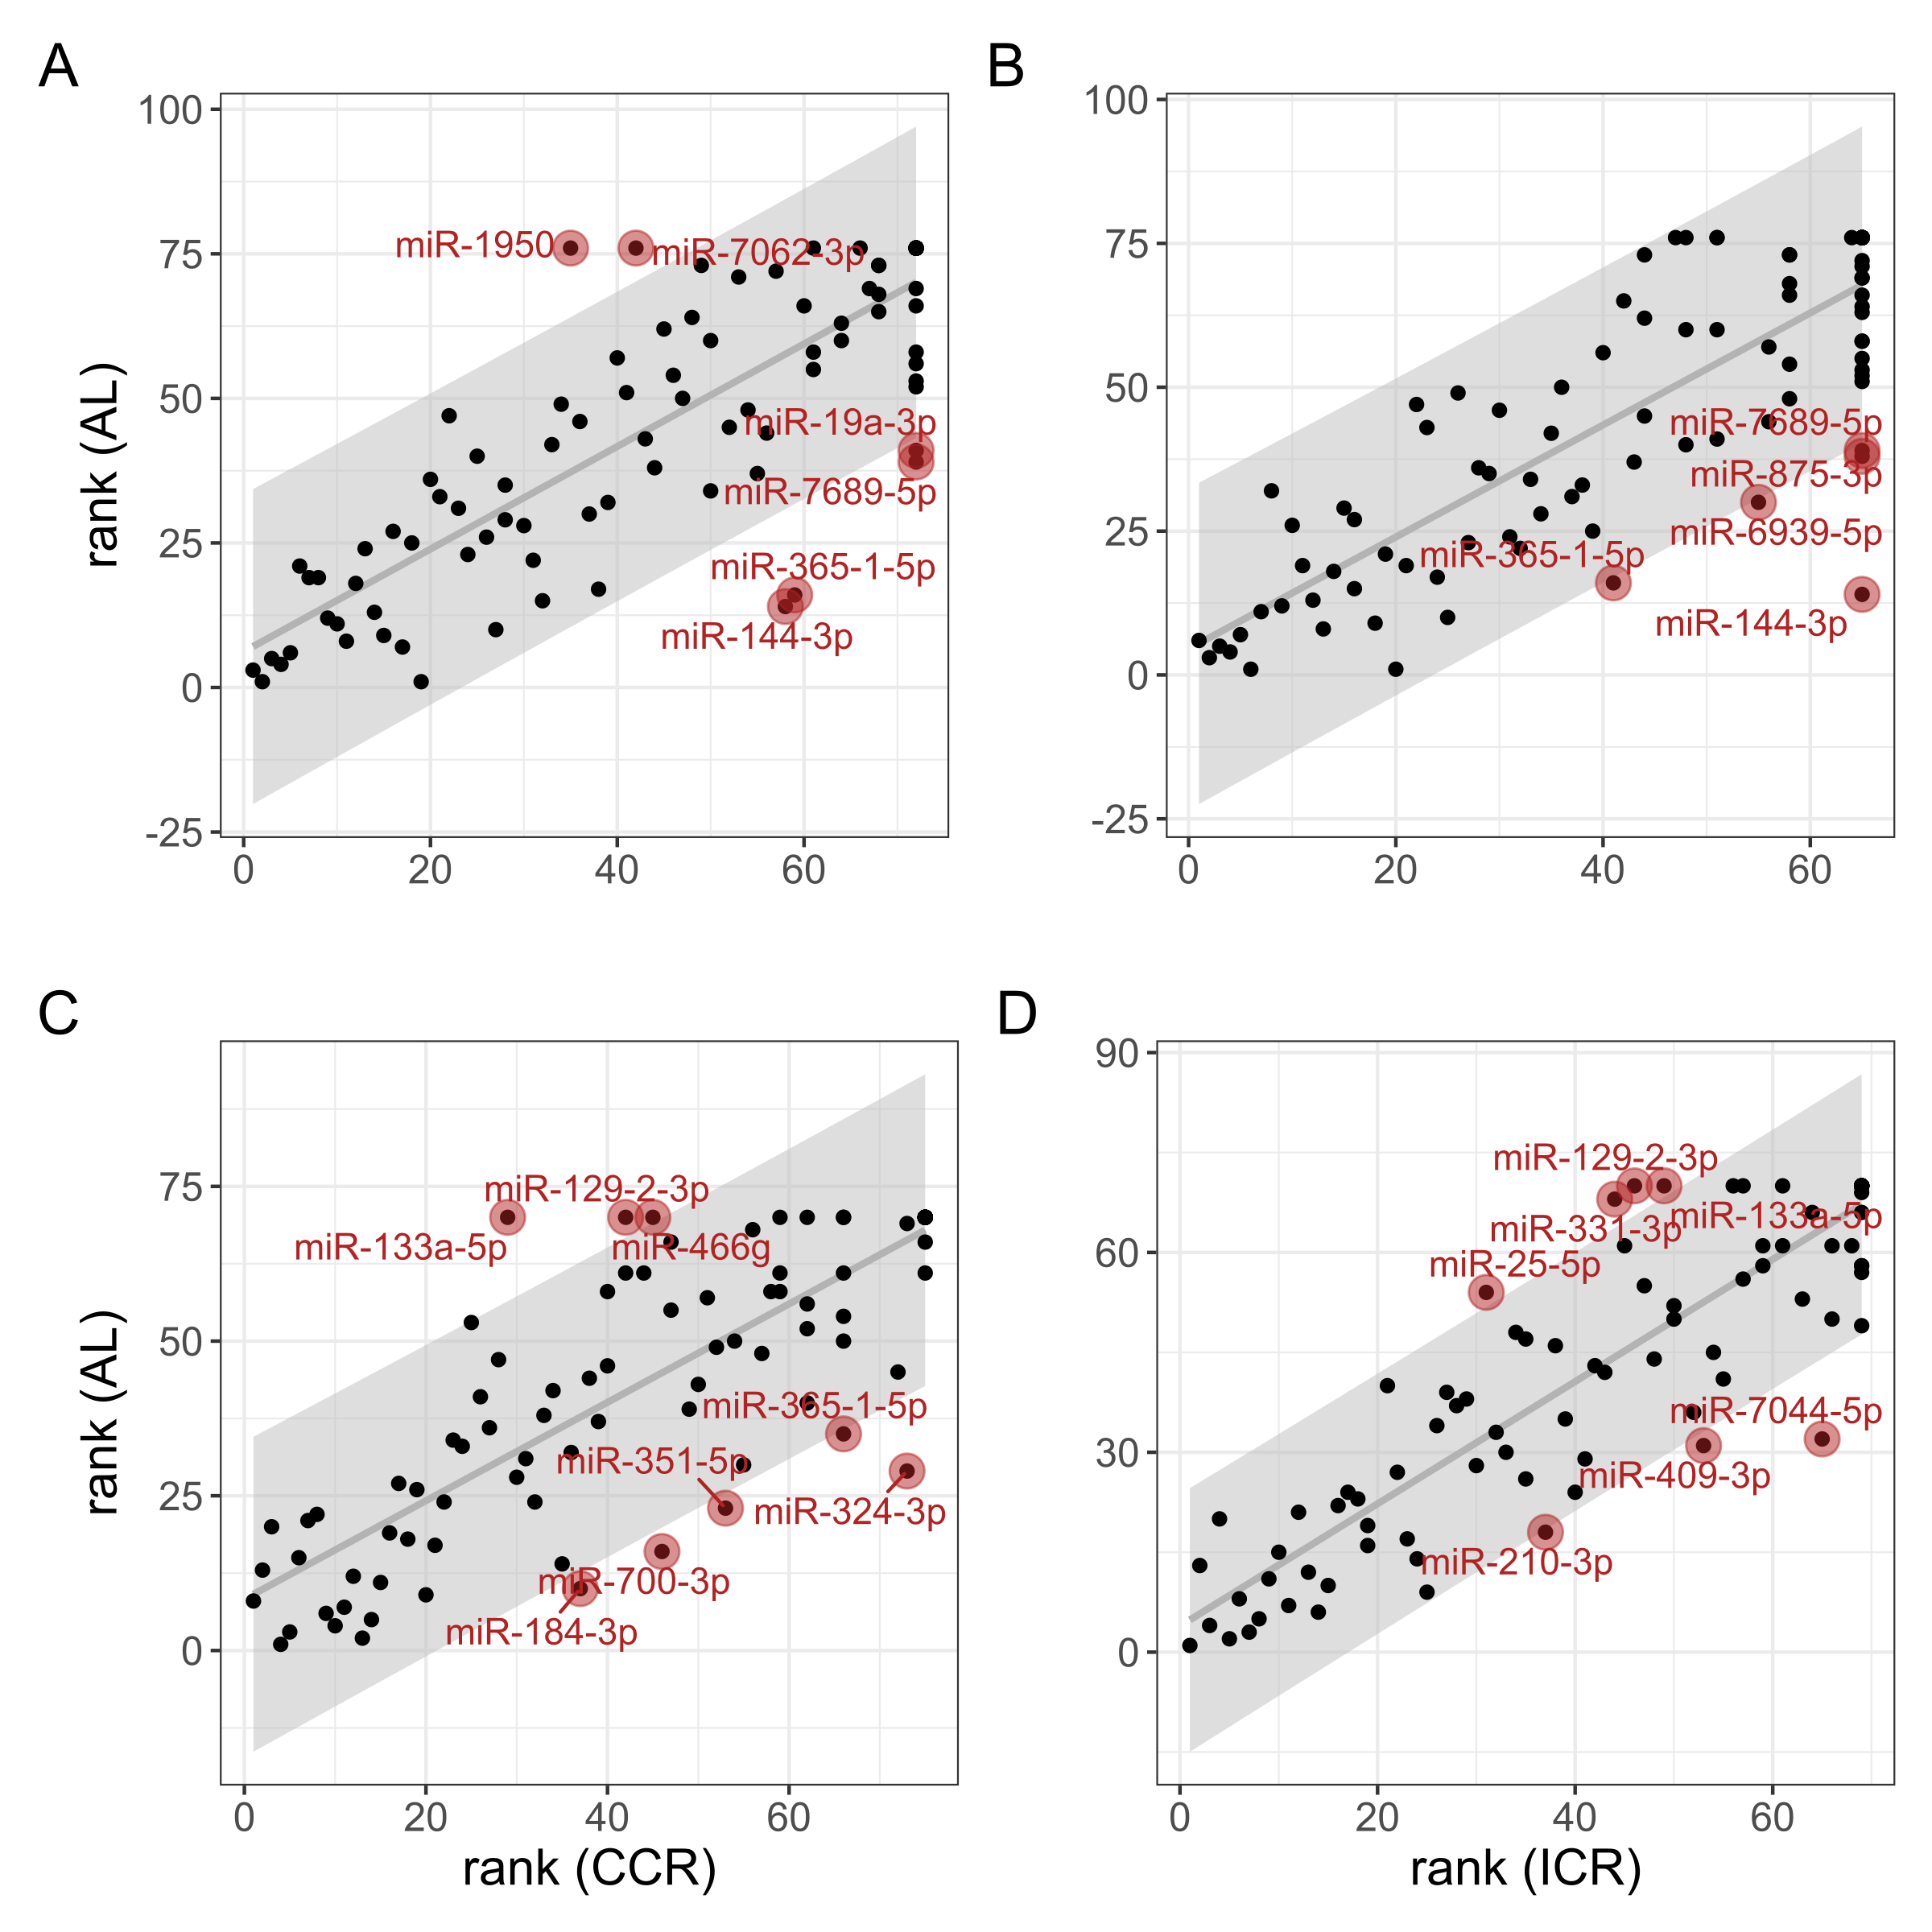 A
B
100
75
50
25
0
-25
rank (AL)
miR-1950
miR-7062-3p
miR-19a-3p
miR-7689-5p
miR-365-1-5p
miR-144-3p
0
20
40
60
100
75
50
25
0
-25
miR-7689-5p
miR-875-3p
miR-6939-5p
miR-365-1-5p
miR-144-3p
0
20
40
60
C
D
75
50
25
0
rank (AL)
miR-129-2-3p
miR-133a-5p
miR-466g
miR-365-1-5p
miR-351-5p
miR-324-3p
miR-700-3p
miR-184-3p
0
20
40
60
rank (CCR)
90
60
30
0
miR-129-2-3p
miR-133a-5p
miR-331-3p
miR-25-5p
miR-7044-5p
miR-409-3p
miR-210-3p
0
20
40
60
rank (ICR)